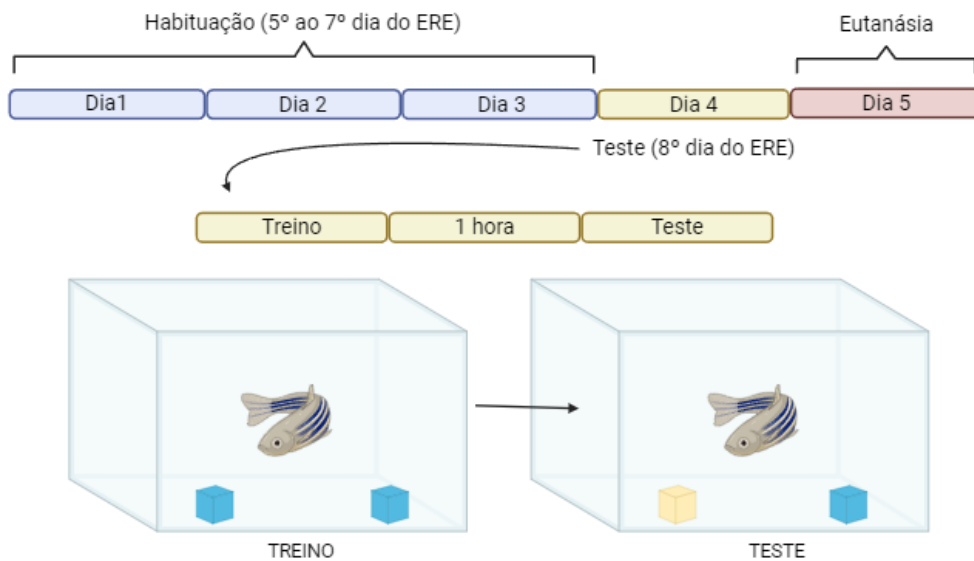 Habituação (5º ao 7º dia do ERE)
Eutanásia
Dia1
Dia 2
Dia 3
Dia 4
Dia 5
Teste (8º dia do ERE)
Treino
1 hora
Teste
TREINO
TESTE